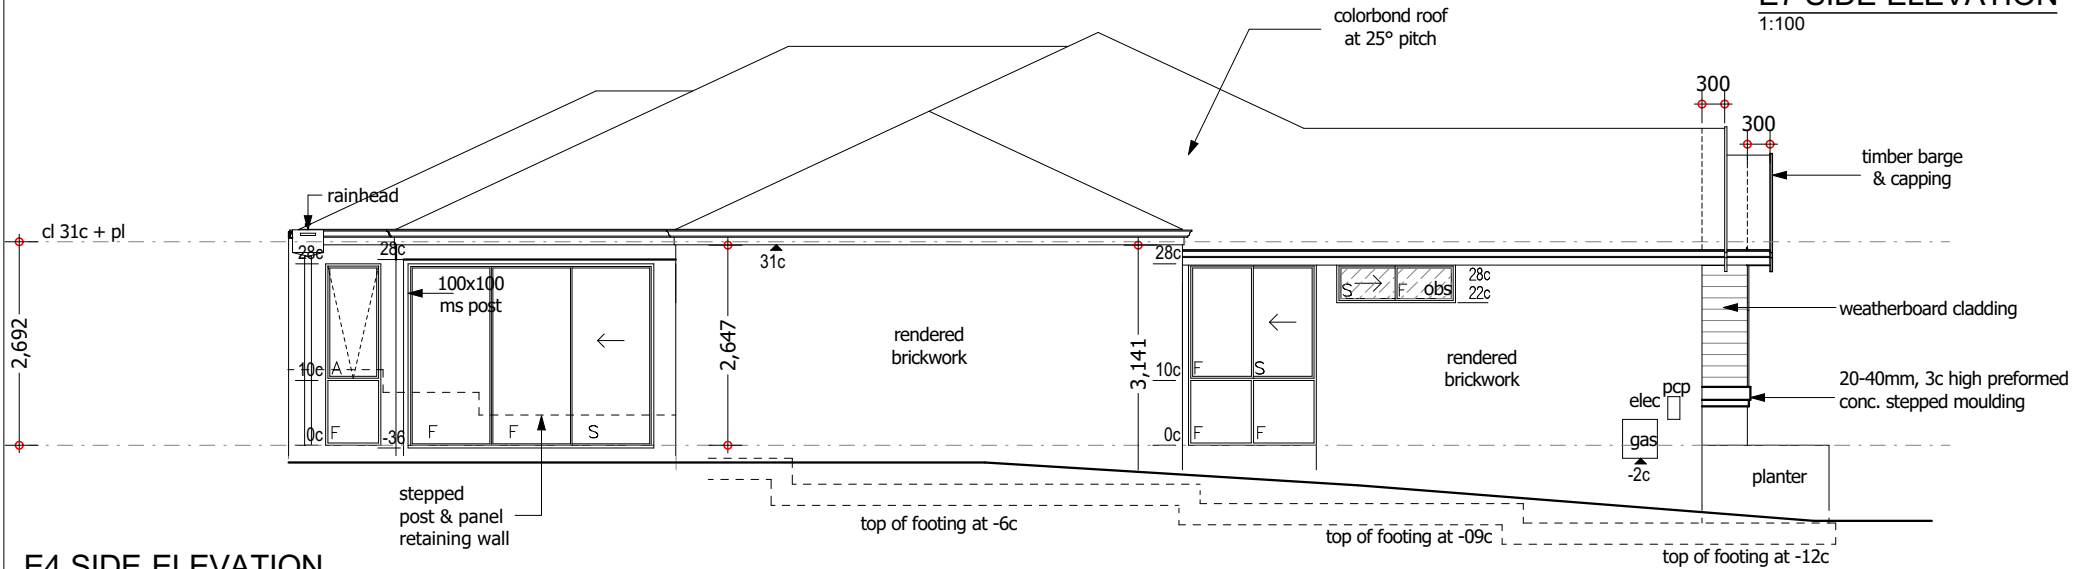 E7 SIDE ELEVATION
1:100
colorbond roof
at 25° pitch
300
300
timber barge
& capping
rainhead
cl 31c + pl
28c
28c
31c
28c
28c
22c
100x100
ms post
S
F
obs
weatherboard cladding
2,692
2,647
3,141
rendered
brickwork
rendered
brickwork
10c
A
10c
F
S
20-40mm, 3c high preformed
conc. stepped moulding
elec
pcp
0c
F
-36
F
F
S
0c
F
F
gas
-2c
planter
stepped
post & panel
retaining wall
top of footing at -6c
top of footing at -09c
top of footing at -12c
E4 SIDE ELEVATION